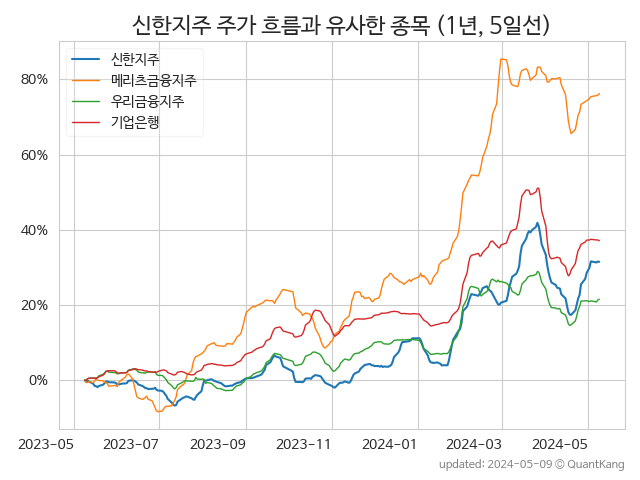 신한지주 주가 흐름과 유사한 종목 (1년, 5일선)
신한지주
메리츠금융지주
우리금융지주
기업은행
80%
60%
40%
20%
0%
2023-05 2023-07 2023-09 2023-11 2024-01 2024-03 2024-05
updated: 2024-05-09 © QuantKang